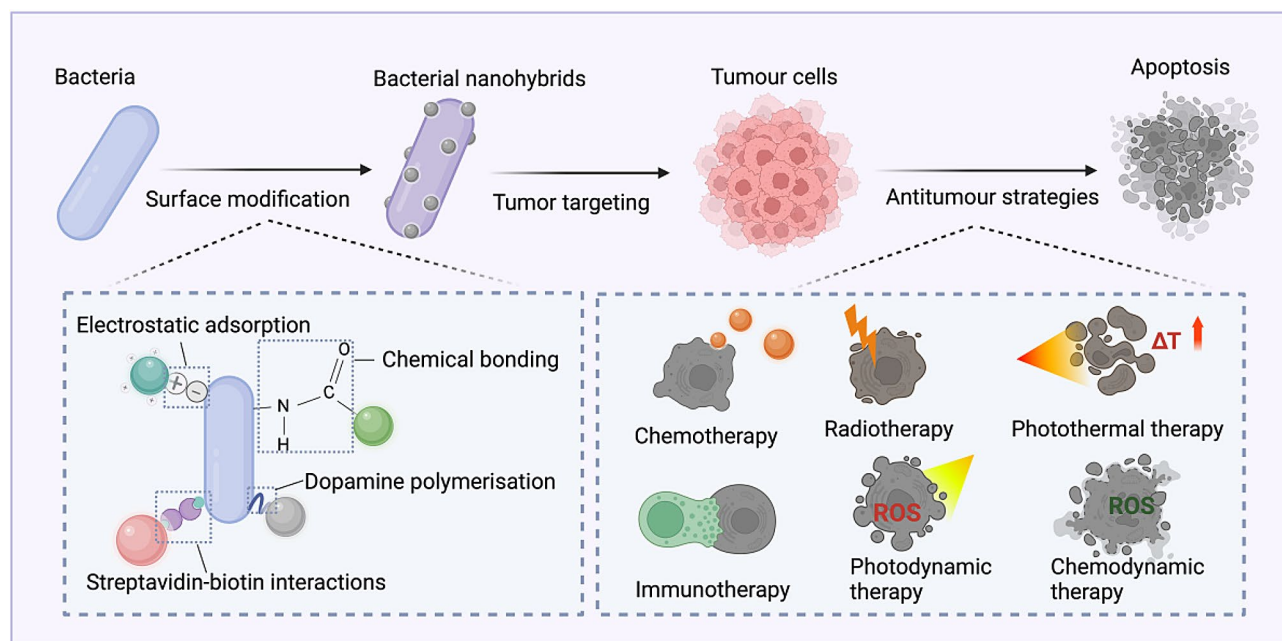 Bacteria
Bacterial nanohybrids
Tumour cells
Apoptosis
Surface modification
Tumor targeting
Antitumour strategies
Electrostatic adsorption
+
−
O
C
N
H
Chemical bonding
Dopamine polymerisation
Streptavidin-biotin interactions
ΔT
Chemotherapy
Radiotherapy
Photothermal therapy
ROS
ROS
Immunotherapy
Photodynamic
therapy
Chemodynamic
therapy